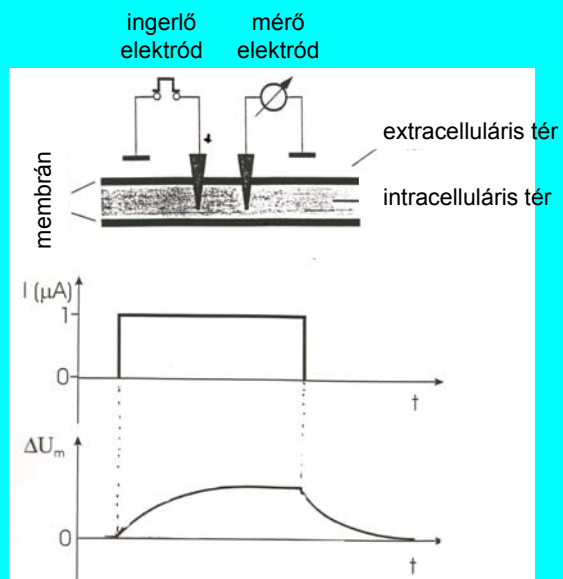 ingerlő
elektród
mérő
elektród
extracelluláris tér
intracelluláris tér
membrán
I (μA)
1
0
t
ΔUm
0
t